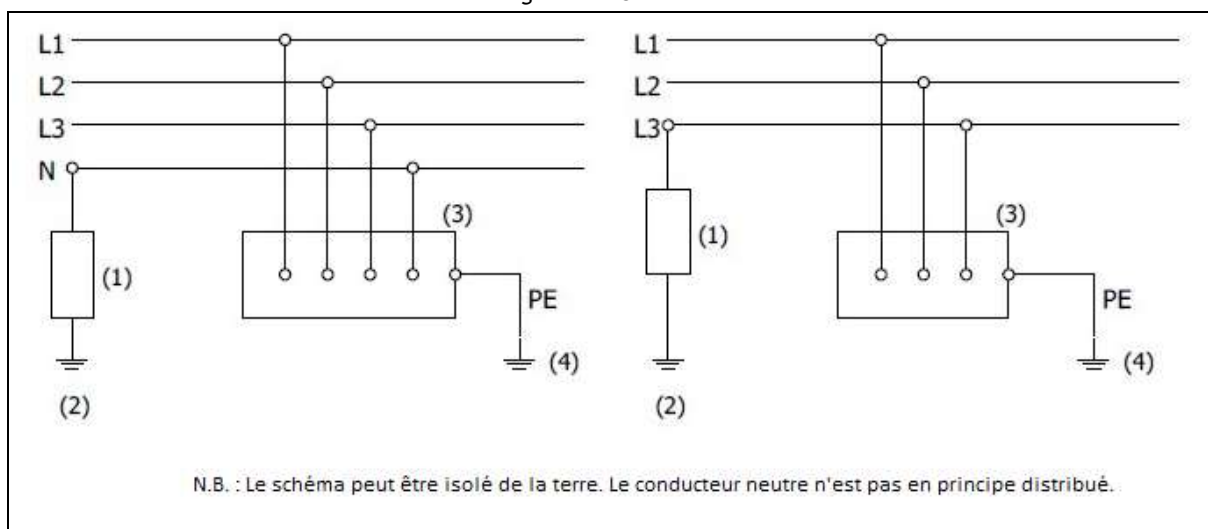 L1
L2
L3
N
(1)
(2)
(3)
PE
(4)
L1
L2
L3
(1)
(2)
(3)
PE
(4)
N.B. : Le schéma peut être isolé de la terre. Le conducteur neutre n'est pas en principe distribué.